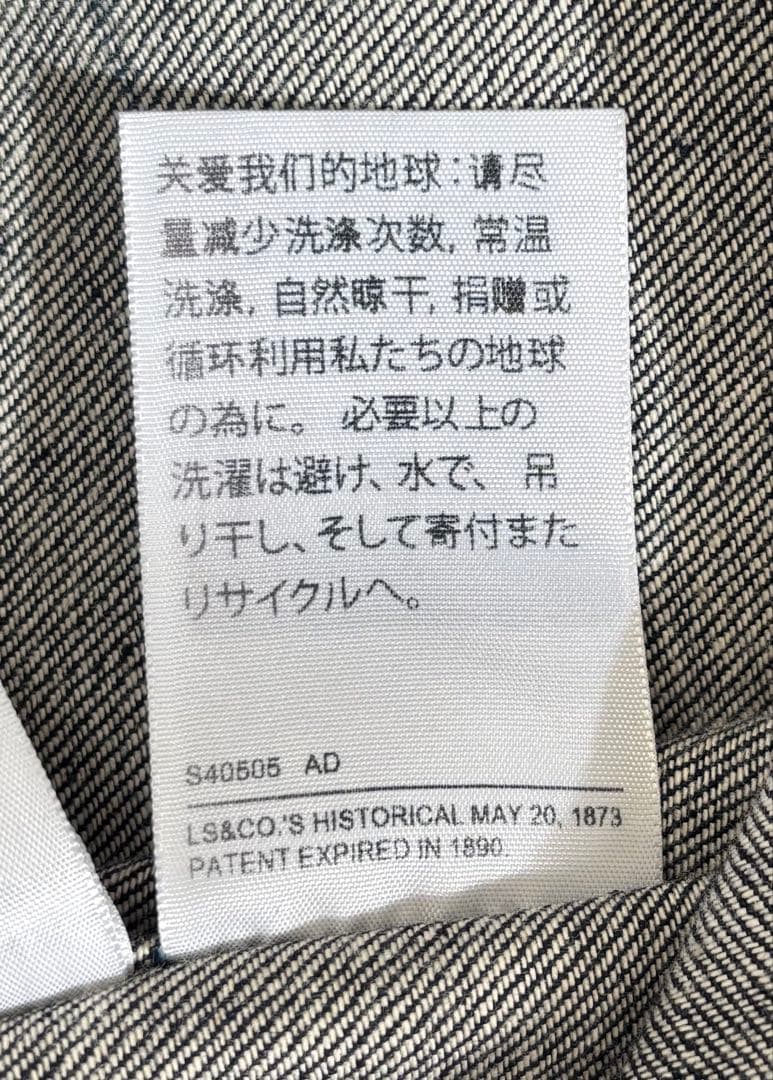 关爱我们的地球:请尽
量减少洗涤次数, 常温
洗涤, 自然晾干, 捐赠或
循环利用私たちの地球
の為に。 必要以上の
洗濯は避け、水で、 吊
り干し、そして寄付また
リサイクルへ。
S40505 AD
LS&CO.'S HISTORICAL MAY 20, 1873
PATENT EXPIRED IN 1890.